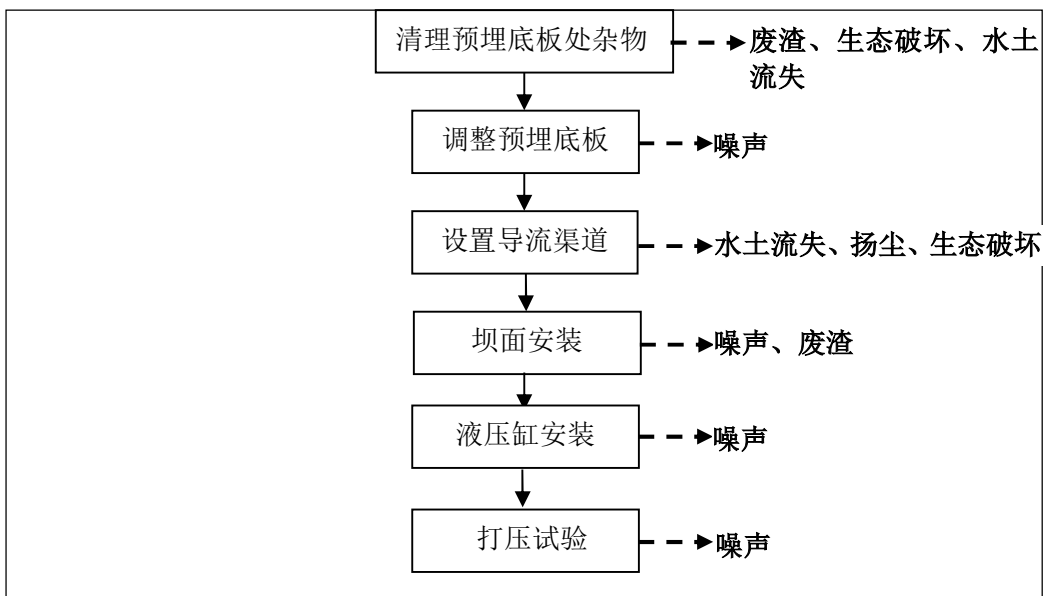 清理预埋底板处杂物
废渣、生态破坏、水土
流失
调整预埋底板
噪声
设置导流渠道
水土流失、扬尘、生态破坏
坝面安装
噪声、废渣
液压缸安装
噪声
打压试验
噪声